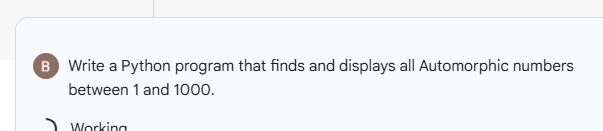 B
Write a Python program that finds and displays all Automorphic numbers
between 1 and 1000.
Working